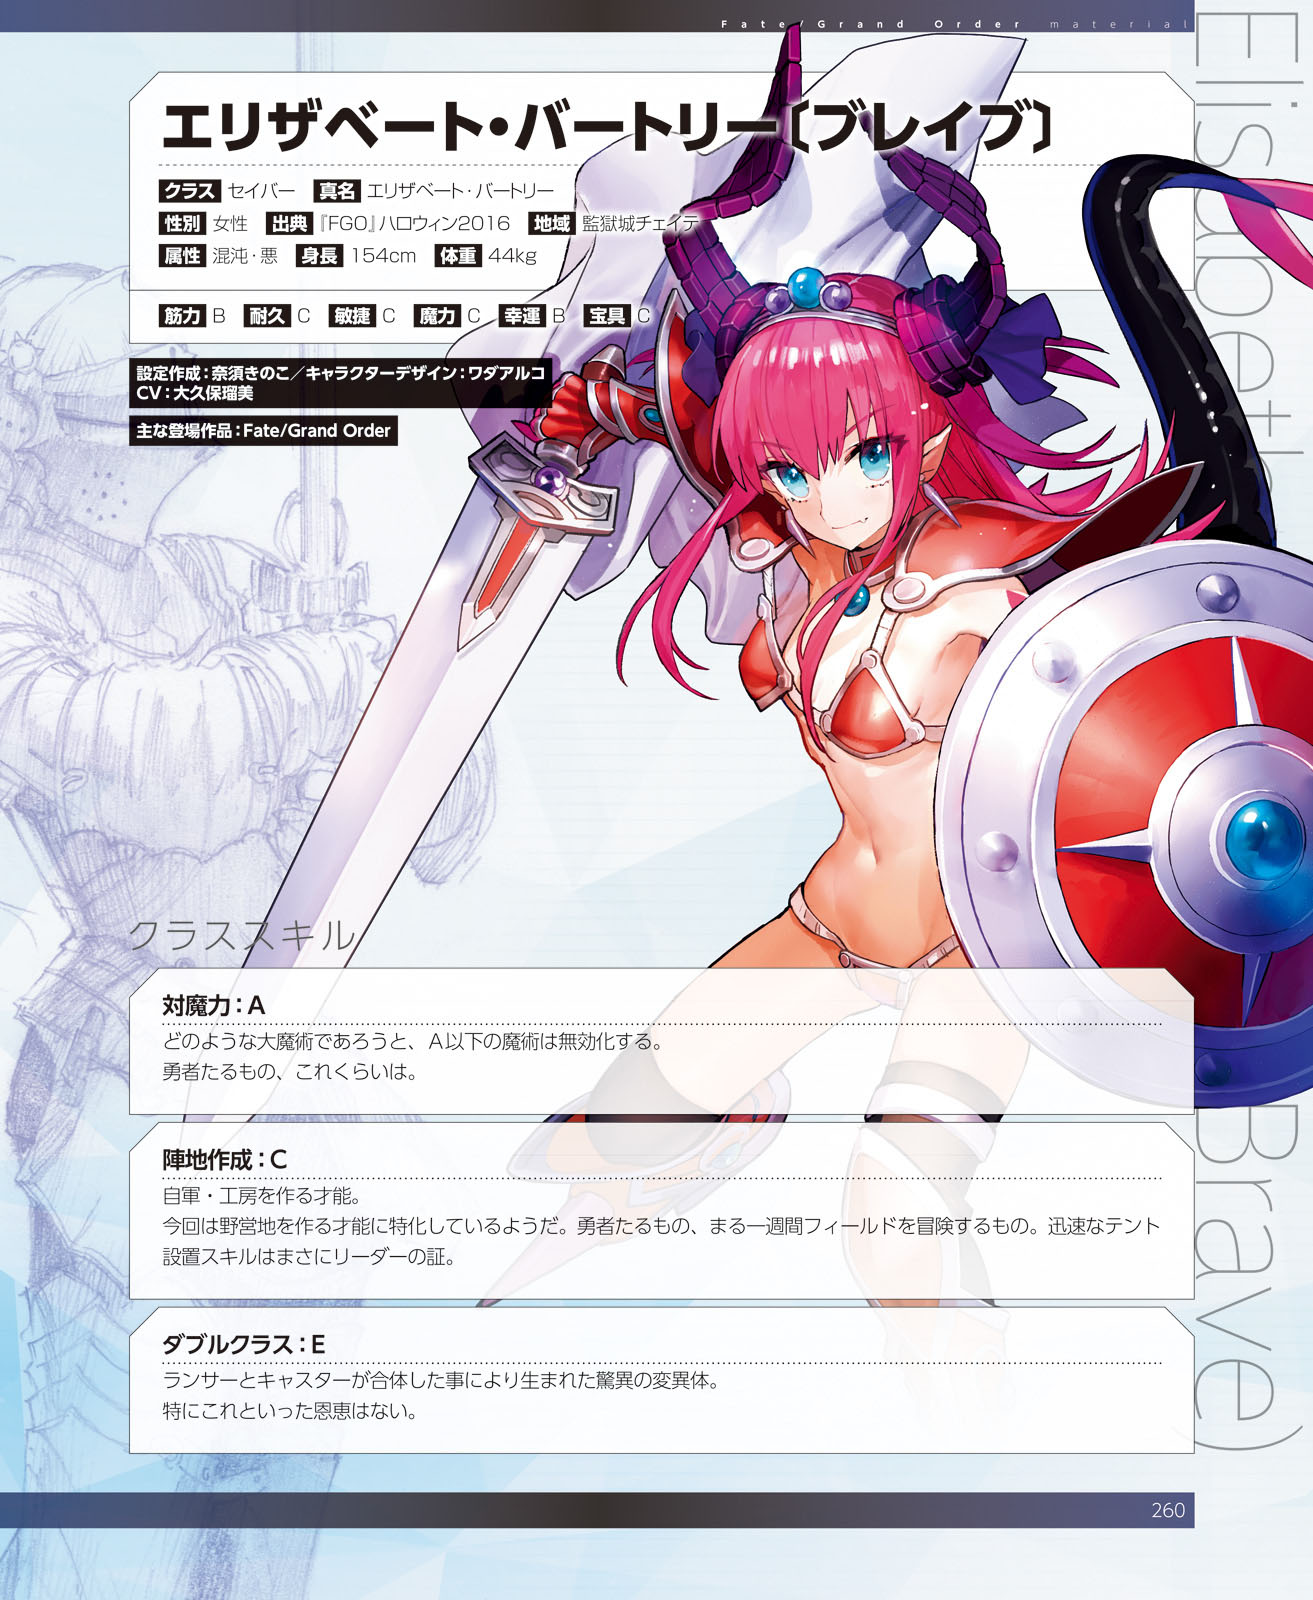 Fate/Grand Order material
Elisabeth
(Brave)
エリザベート・バートリー〔ブレイブ〕
クラス セイバー 真名 エリザベート・バートリー
性別 女性 出典 『FGO』ハロウィン2016 地域 監獄城チェイテ
属性 混沌・悪 身長 154cm 体重 44kg
筋力 B 耐久 C 敏捷 C 魔力 C 幸運 B 宝具 C
設定作成：奈須きのこ／キャラクターデザイン：ワダアルコ
CV：大久保瑠美
主な登場作品：Fate/Grand Order
クラススキル
対魔力：A
どのような大魔術であろうと、A以下の魔術は無効化する。
勇者たるもの、これくらいは。
陣地作成：C
自軍・工房を作る才能。
今回は野営地を作る才能に特化しているようだ。勇者たるもの、まる一週間フィールドを冒険するもの。迅速なテント
設置スキルはまさにリーダーの証。
ダブルクラス：E
ランサーとキャスターが合体した事により生まれた驚異の変異体。
特にこれといった恩恵はない。
260